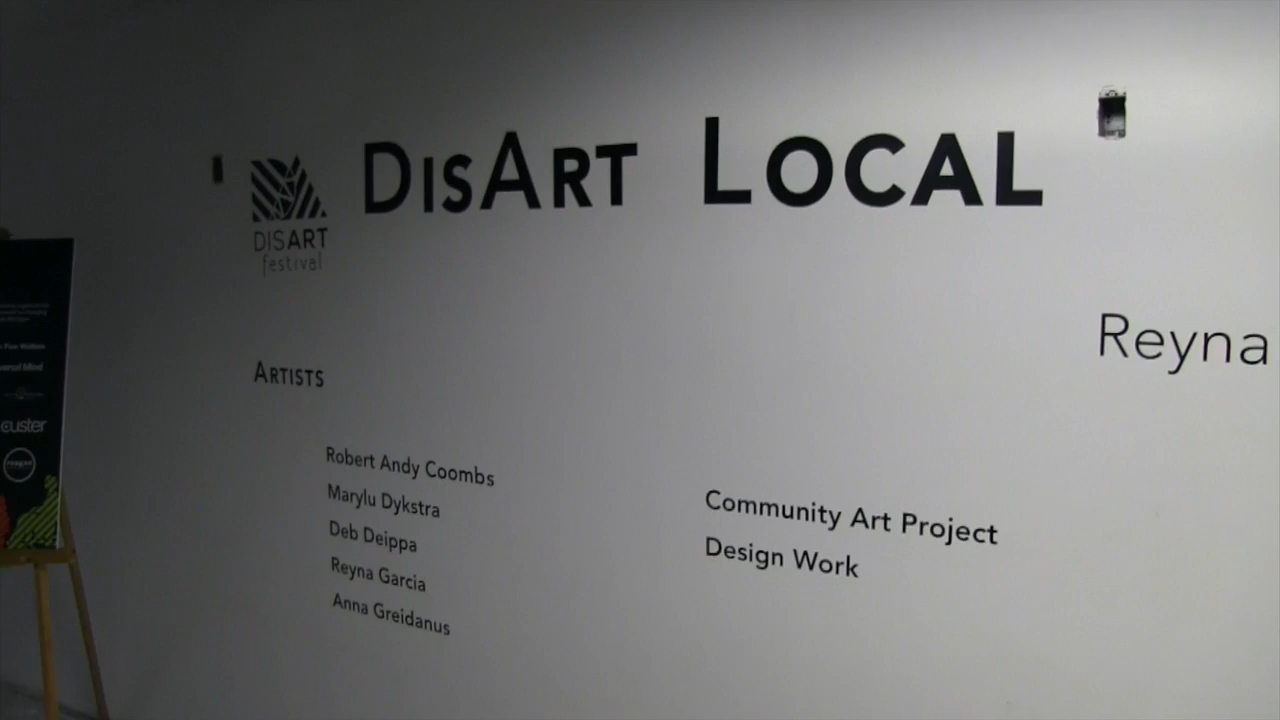 DISART LOCAL
DISART
festival
Reyna
ARTISTS
Robert Andy Coombs
Marylu Dykstra
Deb Deippa
Reyna Garcia
Anna Greidanus
Community Art Project
Design Work
custer